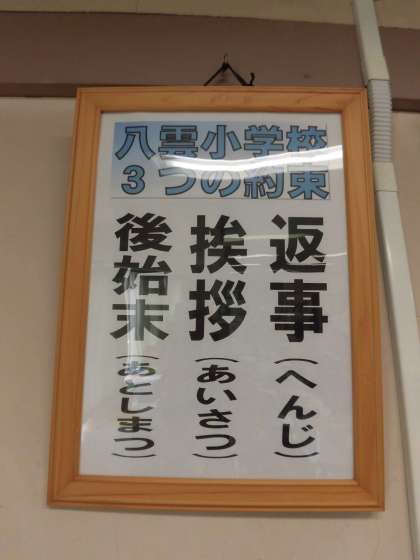 八雲小学校
3つの約束
返事(へんじ)
挨拶(あいさつ)
後始末(あとしまつ)